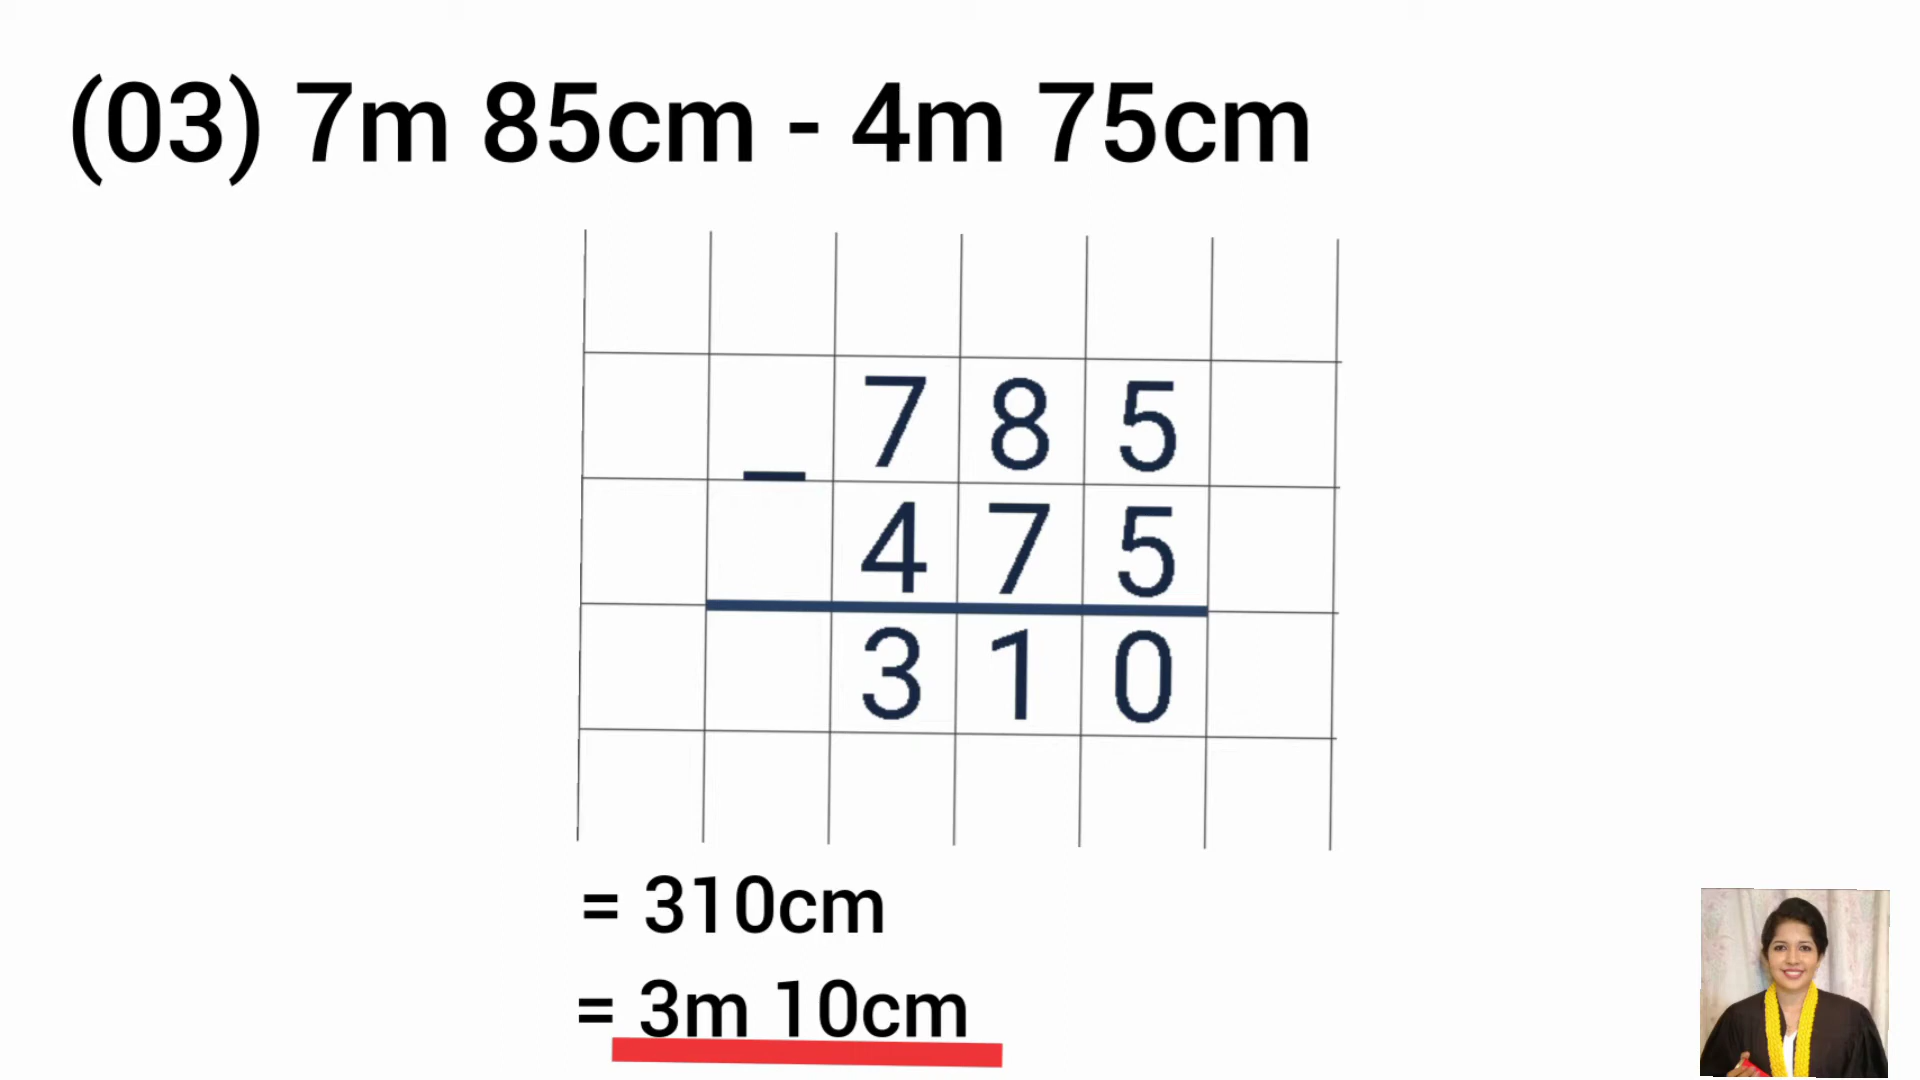 (03) 7m 85cm - 4m 75cm
_ 7 8 5
4 7 5
3 1 0
= 310cm
= 3m 10cm